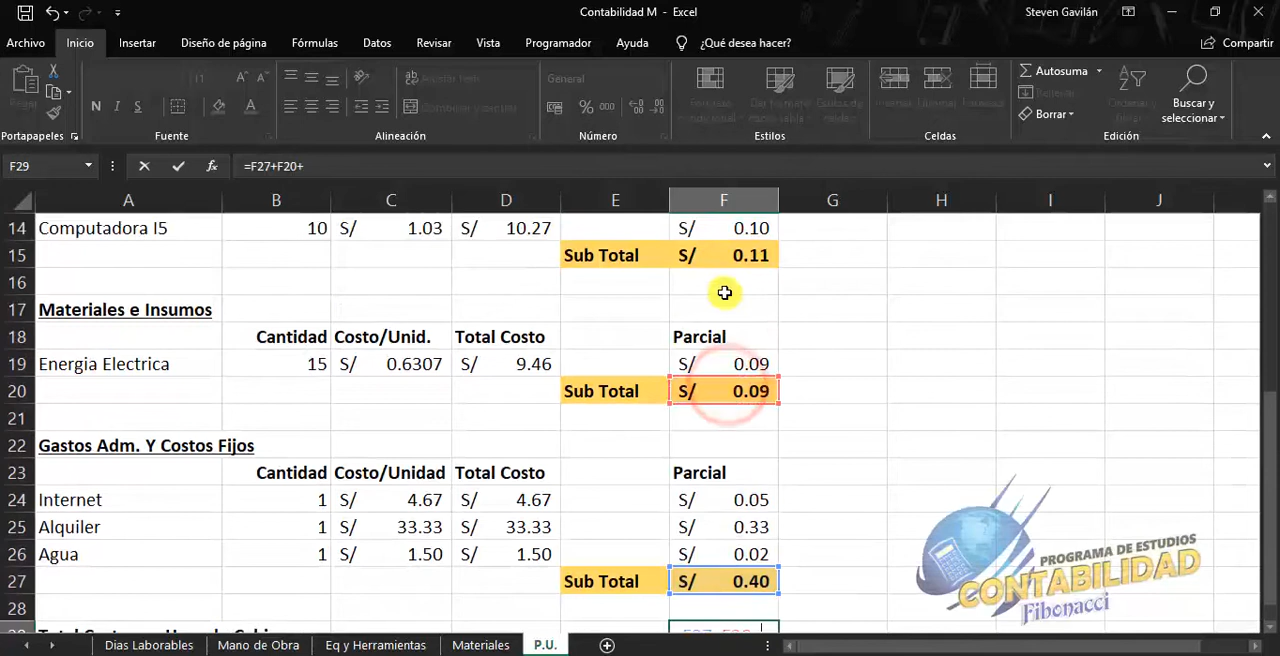 Contabilidad M - Excel
Steven Gavilán
Archivo Inicio Insertar Diseño de página Fórmulas Datos Revisar Vista Programador Ayuda ¿Qué desea hacer? Compartir
N K S
General
% 000
Autosuma
Borrar
Buscar y
seleccionar
Portapapeles Fuente Alineación Número Estilos Celdas Edición
F29 fx =F27+F20+
A B C D E F G H I J
14 Computadora I5 10 S/ 1.03 S/ 10.27 S/ 0.10
15 Sub Total S/ 0.11
16
17 Materiales e Insumos
18 Cantidad Costo/Unid. Total Costo Parcial
19 Energia Electrica 15 S/ 0.6307 S/ 9.46 S/ 0.09
20 Sub Total S/ 0.09
21
22 Gastos Adm. Y Costos Fijos
23 Cantidad Costo/Unidad Total Costo Parcial
24 Internet 1 S/ 4.67 S/ 4.67 S/ 0.05
25 Alquiler 1 S/ 33.33 S/ 33.33 S/ 0.33
26 Agua 1 S/ 1.50 S/ 1.50 S/ 0.02
27 Sub Total S/ 0.40
28
PROGRAMA DE ESTUDIOS
CONTABILIDAD
Fibonacci
Dias Laborables Mano de Obra Eq y Herramientas Materiales P.U.